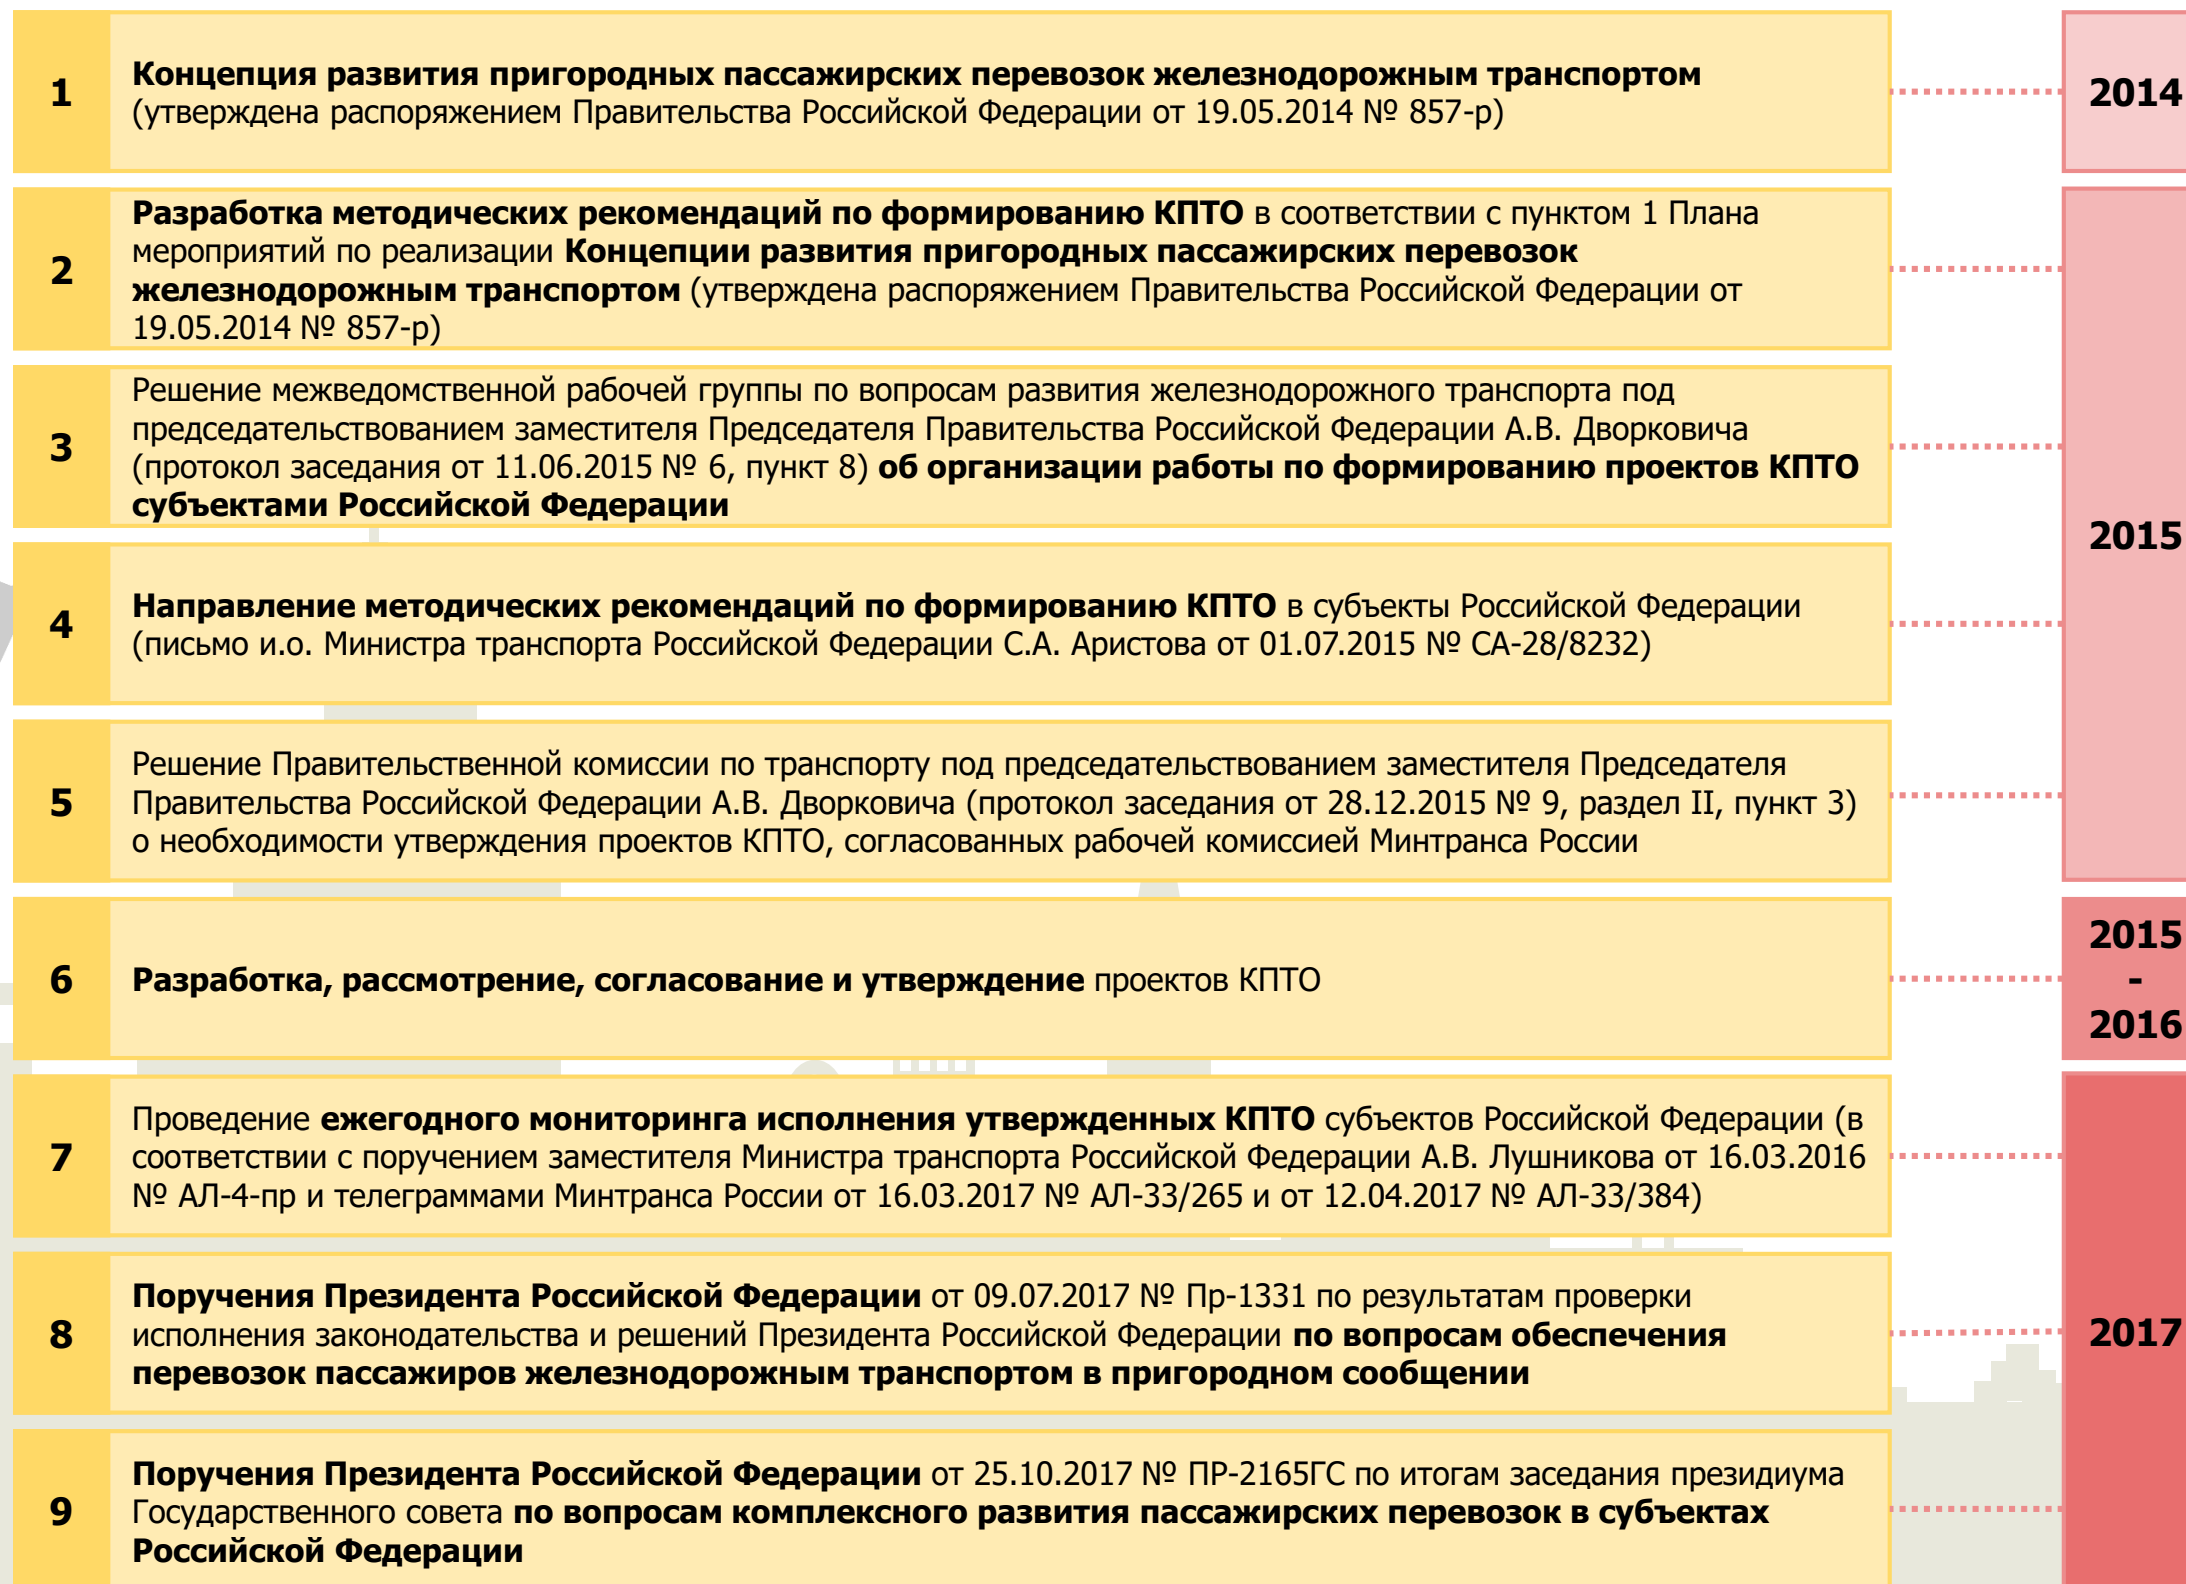 1
Концепция развития пригородных пассажирских перевозок железнодорожным транспортом
(утверждена распоряжением Правительства Российской Федерации от 19.05.2014 № 857-р)
2014
2
Разработка методических рекомендаций по формированию КПТО в соответствии с пунктом 1 Плана
мероприятий по реализации Концепции развития пригородных пассажирских перевозок
железнодорожным транспортом (утверждена распоряжением Правительства Российской Федерации от
19.05.2014 № 857-р)
3
Решение межведомственной рабочей группы по вопросам развития железнодорожного транспорта под
председательствованием заместителя Председателя Правительства Российской Федерации А.В. Дворковича
(протокол заседания от 11.06.2015 № 6, пункт 8) об организации работы по формированию проектов КПТО
субъектами Российской Федерации
2015
4
Направление методических рекомендаций по формированию КПТО в субъекты Российской Федерации
(письмо и.о. Министра транспорта Российской Федерации С.А. Аристова от 01.07.2015 № СА-28/8232)
5
Решение Правительственной комиссии по транспорту под председательствованием заместителя Председателя
Правительства Российской Федерации А.В. Дворковича (протокол заседания от 28.12.2015 № 9, раздел II, пункт 3)
о необходимости утверждения проектов КПТО, согласованных рабочей комиссией Минтранса России
6
Разработка, рассмотрение, согласование и утверждение проектов КПТО
2015
-
2016
7
Проведение ежегодного мониторинга исполнения утвержденных КПТО субъектов Российской Федерации (в
соответствии с поручением заместителя Министра транспорта Российской Федерации А.В. Лушникова от 16.03.2016
№ АЛ-4-пр и телеграммами Минтранса России от 16.03.2017 № АЛ-33/265 и от 12.04.2017 № АЛ-33/384)
8
Поручения Президента Российской Федерации от 09.07.2017 № Пр-1331 по результатам проверки
исполнения законодательства и решений Президента Российской Федерации по вопросам обеспечения
перевозок пассажиров железнодорожным транспортом в пригородном сообщении
2017
9
Поручения Президента Российской Федерации от 25.10.2017 № ПР-2165ГС по итогам заседания президиума
Государственного совета по вопросам комплексного развития пассажирских перевозок в субъектах
Российской Федерации